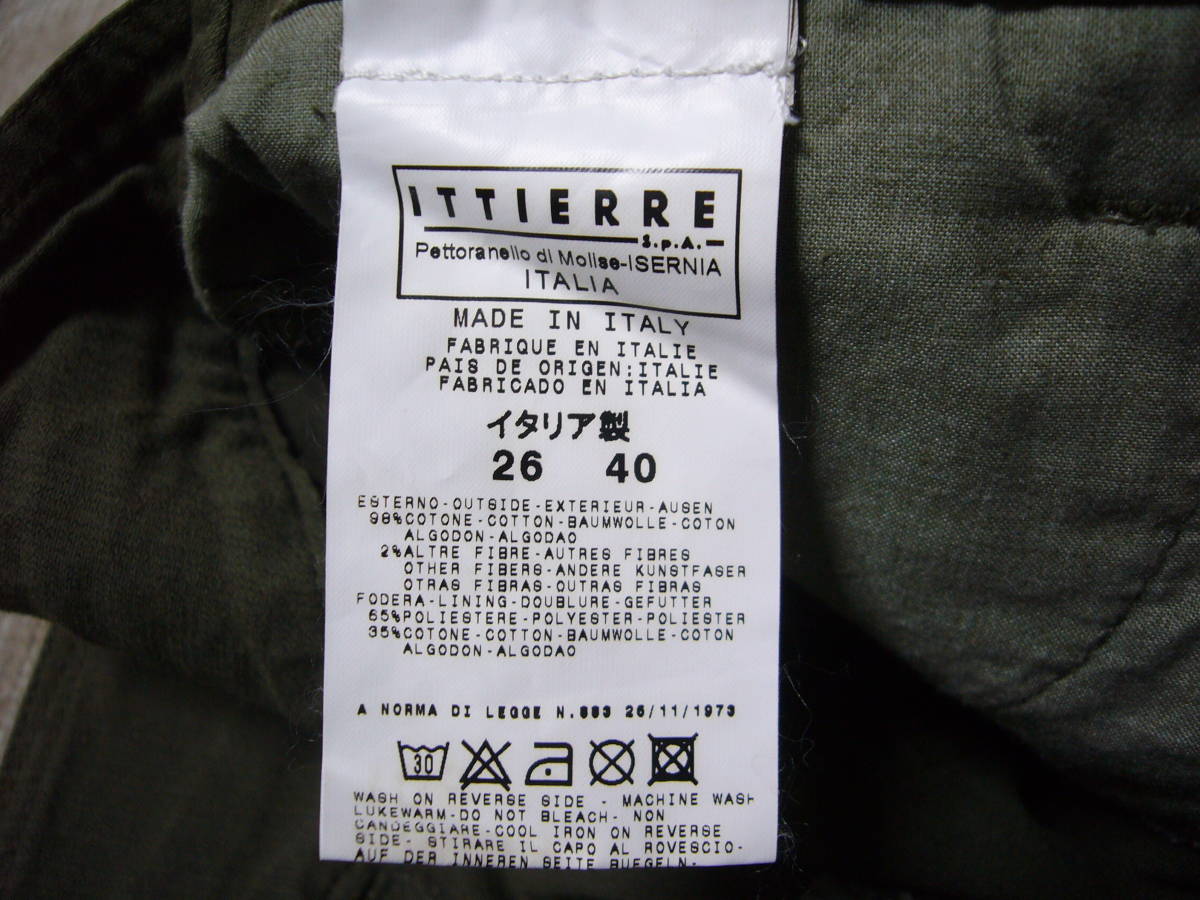 ITTIERRE
S.p.A.
Pettoranello di Molise-ISERNIA
ITALIA
MADE IN ITALY
FABRIQUE EN ITALIE
PAIS DE ORIGEN:ITALIE
FABRICADO EN ITALIA
イタリア製
26 40
ESTERNO-OUTSIDE-EXTERIEUR-AUSEN
98%COTONE-COTTON-BAUMWOLLE-COTON
ALGODON-ALGODAO
2%ALTRE FIBRE-AUTRES FIBRES
OTHER FIBERS-ANDERE KUNSTFASER
OTRAS FIBRAS-OUTRAS FIBRAS
FODERA-LINING-DOUBLURE-GEFUTTER
65%POLIESTERE-POLYESTER-POLIESTER
35%COTONE-COTTON-BAUMWOLLE-COTON
ALGODON-ALGODAO
A NORMA DI LEGGE N.883 26/11/1973
30
WASH ON REVERSE SIDE - MACHINE WASH
LUKEWARM-DO NOT BLEACH- NON
CANDEGGIARE-COOL IRON ON REVERSE
SIDE- STIRARE IL CAPO AL ROVESCIO-
AUF DER INNEREN SEITE BUEGELN-